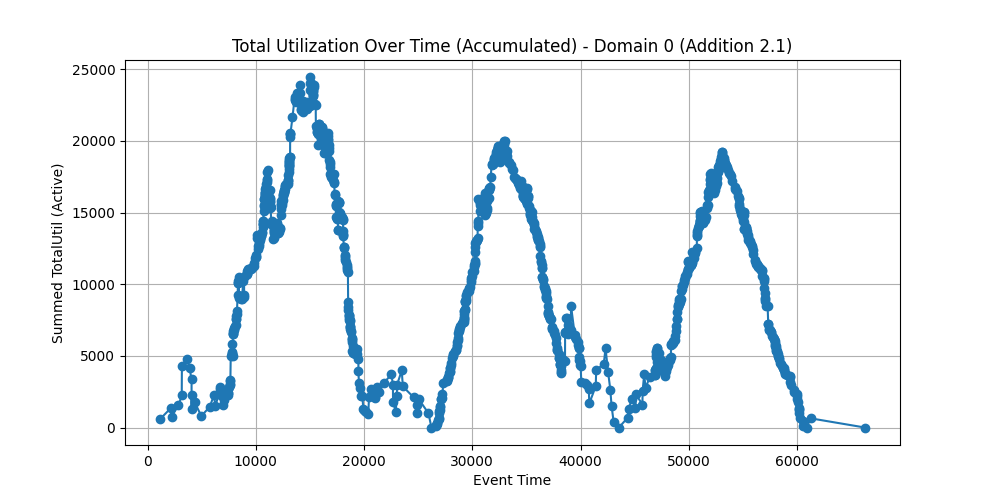 Total Utilization Over Time (Accumulated) - Domain 0 (Addition 2.1)
Summed TotalUtil (Active)
25000
20000
15000
10000
5000
0
0 10000 20000 30000 40000 50000 60000
Event Time